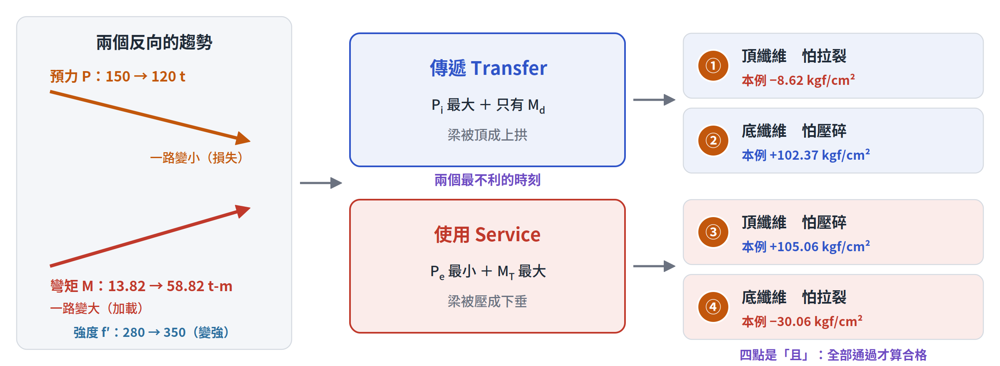 兩個反向的趨勢
預力 P：150 → 120 t
一路變小（損失）
彎矩 M：13.82 → 58.82 t-m
一路變大（加載）
強度 f′：280 → 350（變強）
傳遞 Transfer
Pi 最大 ＋ 只有 Md
梁被頂成上拱
兩個最不利的時刻
使用 Service
Pe 最小 ＋ MT 最大
梁被壓成下垂
①
頂纖維　怕拉裂
本例 −8.62 kgf/cm²
②
底纖維　怕壓碎
本例 +102.37 kgf/cm²
③
頂纖維　怕壓碎
本例 +105.06 kgf/cm²
④
底纖維　怕拉裂
本例 −30.06 kgf/cm²
四點是「且」：全部通過才算合格